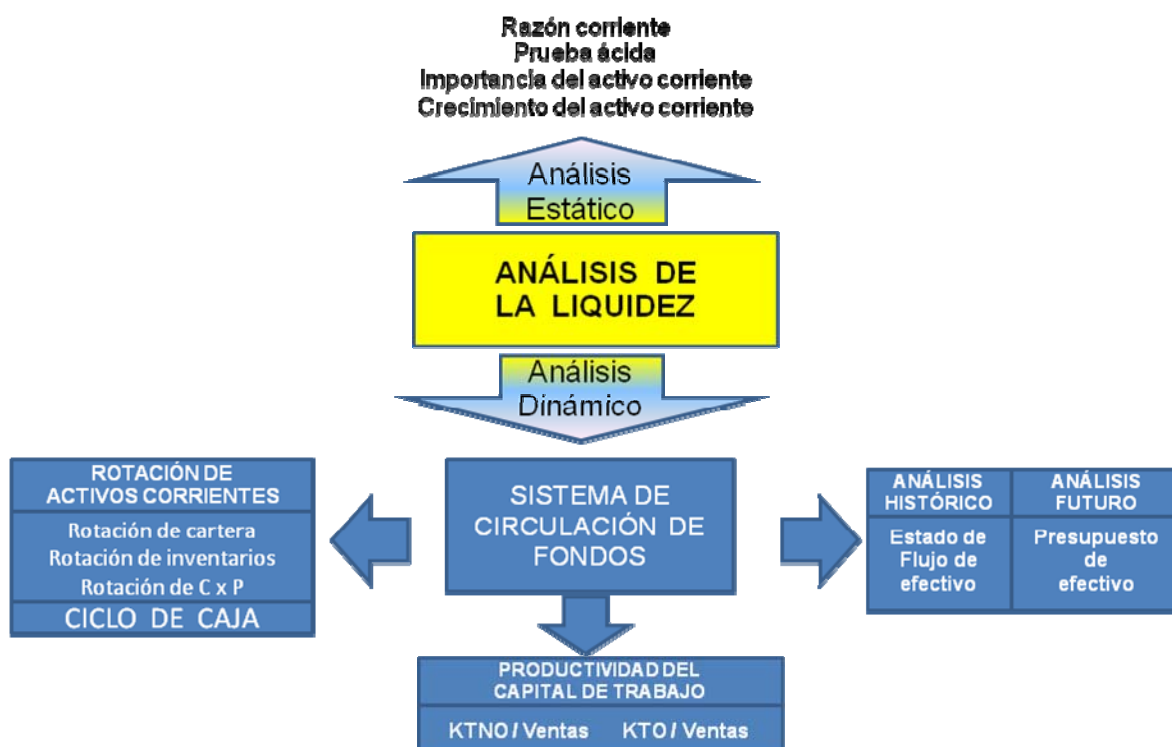 Razón corriente
Prueba ácida
Importancia del activo corriente
Crecimiento del activo corriente
Análisis
Estático
ANÁLISIS DE
LA LIQUIDEZ
Análisis
Dinámico
ROTACIÓN DE
ACTIVOS CORRIENTES
Rotación de cartera
Rotación de inventarios
Rotación de C x P
CICLO DE CAJA
SISTEMA DE
CIRCULACIÓN DE
FONDOS
ANÁLISIS
HISTÓRICO
Estado de
Flujo de
efectivo
ANÁLISIS
FUTURO
Presupuesto
de
efectivo
PRODUCTIVIDAD DEL
CAPITAL DE TRABAJO
KTNO / Ventas KTO / Ventas